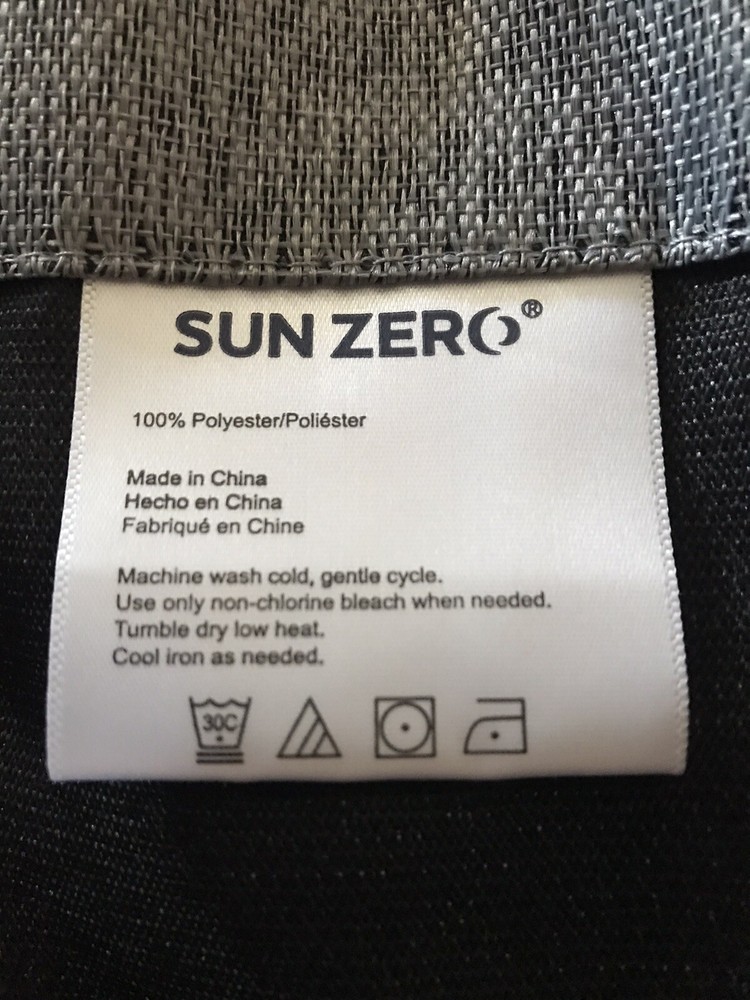 SUN ZERO®
100% Polyester/Poliéster
Made in China
Hecho en China
Fabriqué en Chine
Machine wash cold, gentle cycle.
Use only non-chlorine bleach when needed.
Tumble dry low heat.
Cool iron as needed.
30C